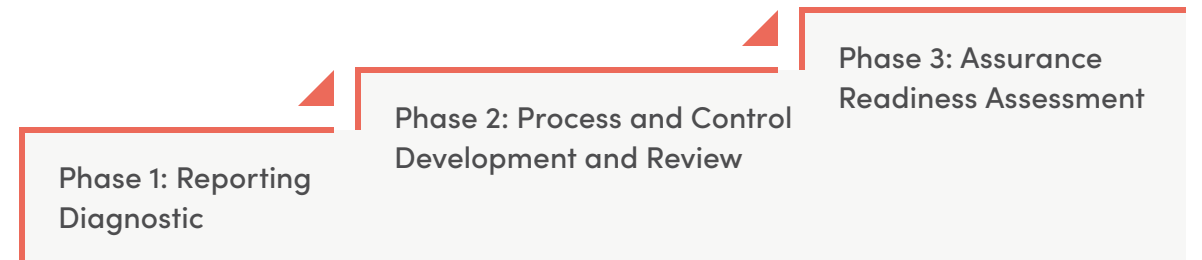 Phase 1: Reporting
Diagnostic
Phase 2: Process and Control
Development and Review
Phase 3: Assurance
Readiness Assessment